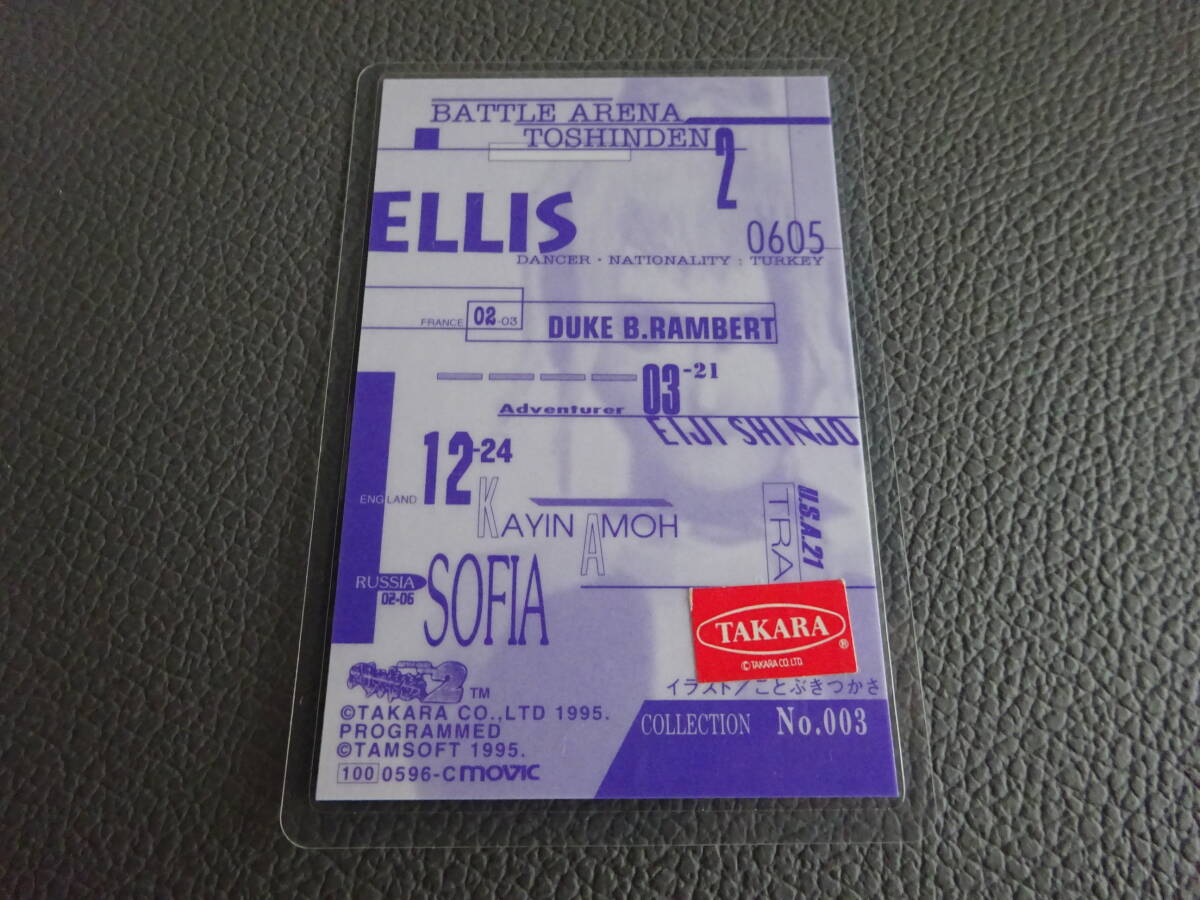 BATTLE ARENA
TOSHINDEN 2
ELLIS
0605
DANCER · NATIONALITY : TURKEY
FRANCE 02-03 DUKE B.RAMBERT
Adventurer 03-21
EIJI SHINJO
ENGLAND 12-24
KAYIN AMOH
U.S.A.21
TRA
RUSSIA
02-06
SOFIA
TAKARA ®
© TAKARA CO.LTD.
2 TM
イラスト/ことぶきつかさ
©TAKARA CO.,LTD 1995.
PROGRAMMED
©TAMSOFT 1995.
100 0596-C movic
COLLECTION No.003